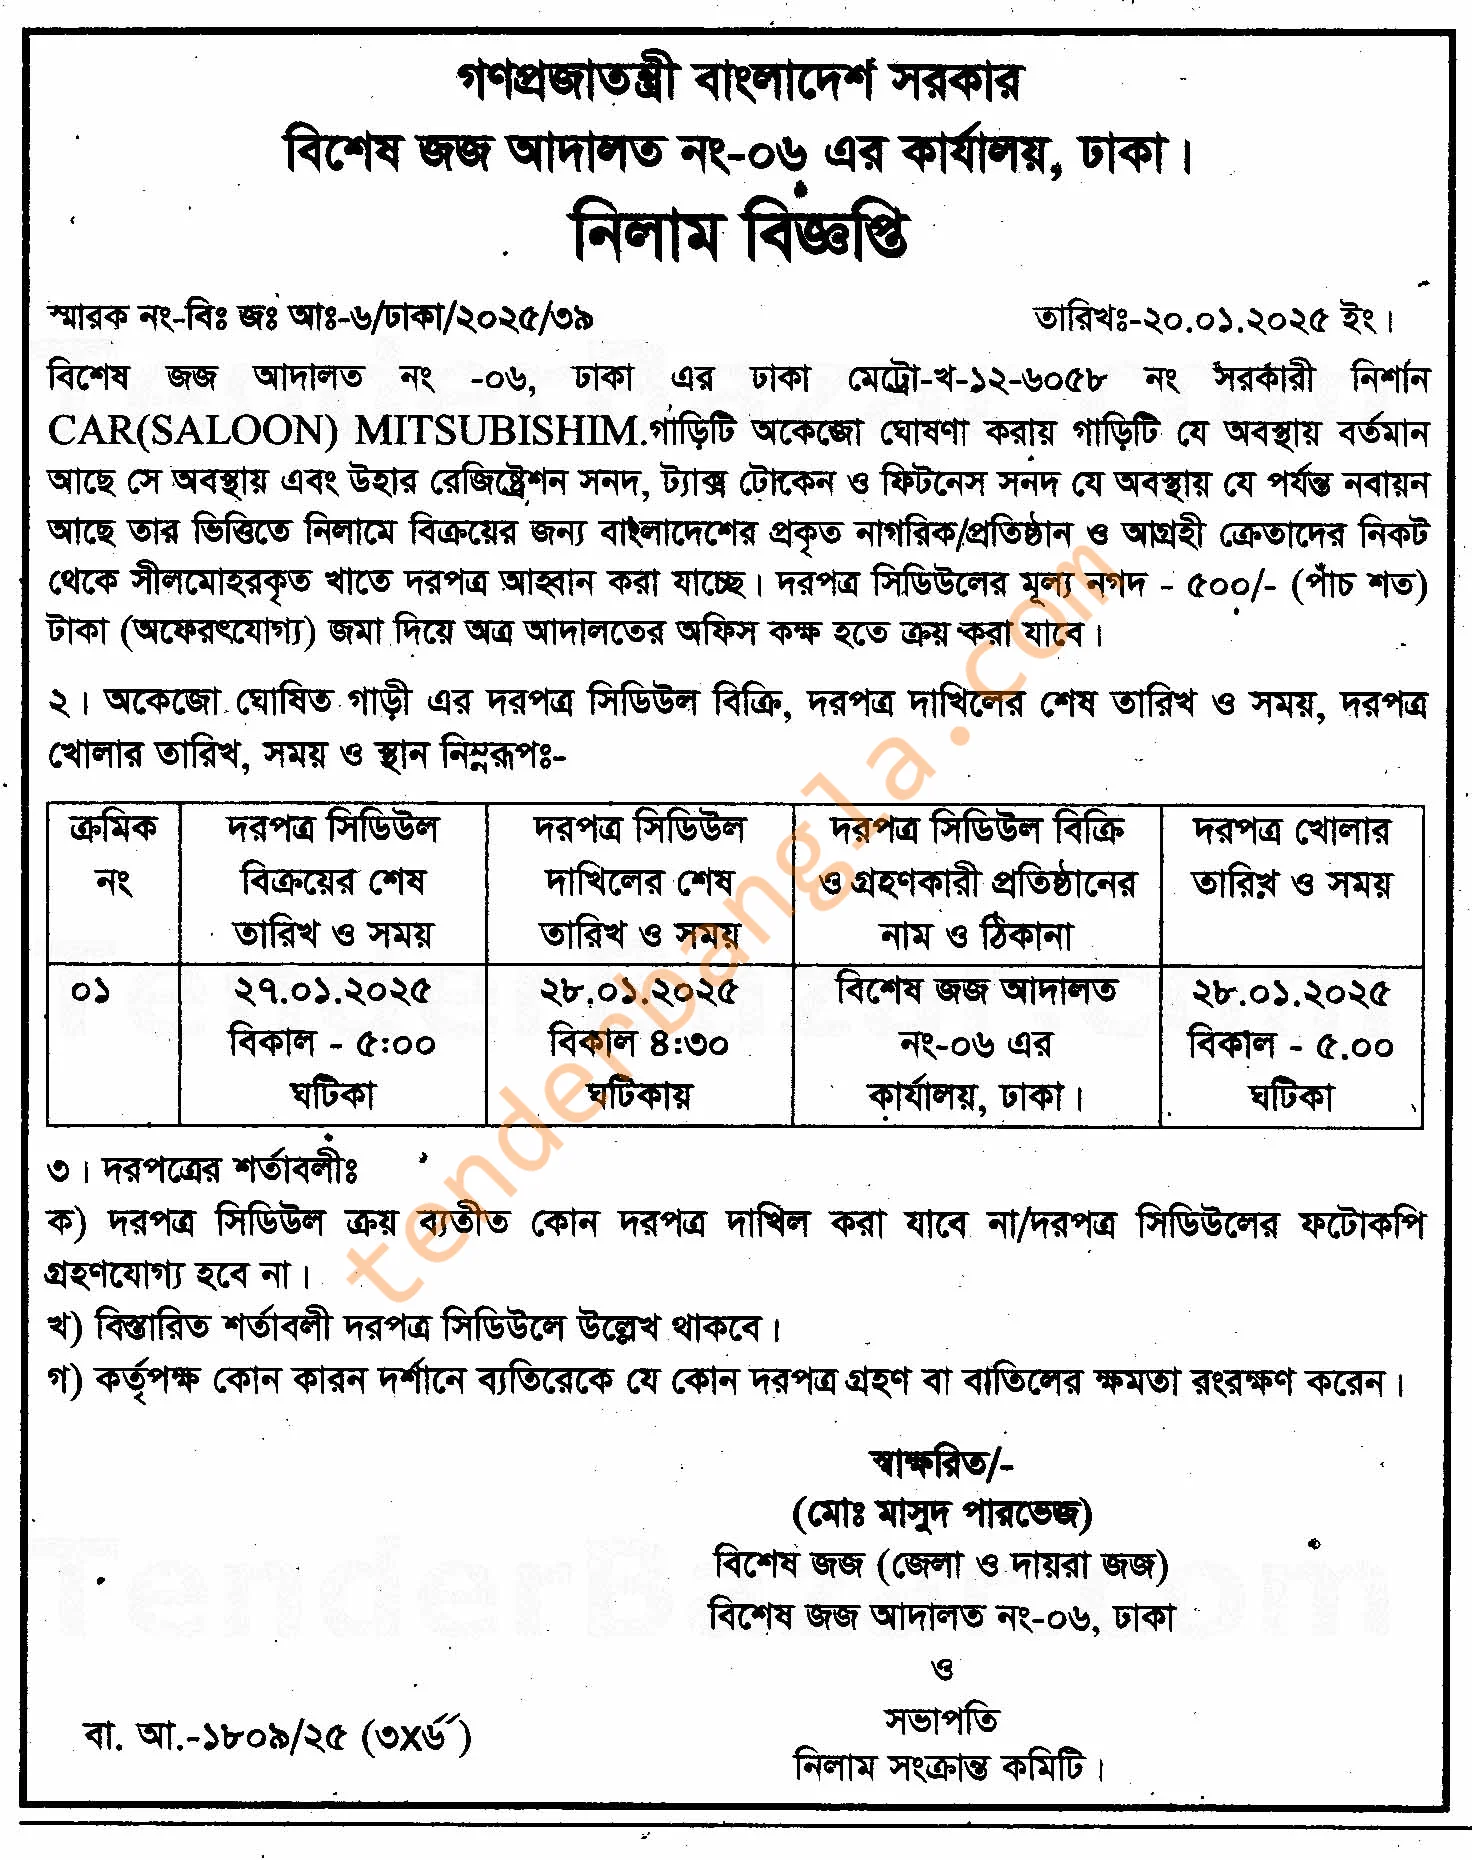 গণপ্রজাতন্ত্রী বাংলাদেশ সরকার
বিশেষ জজ আদালত নং-০৬ এর কার্যালয়, ঢাকা।
নিলাম বিজ্ঞপ্তি
স্মারক নং-বিঃ জঃ আঃ-৬/ঢাকা/২০২৫/৩৯ তারিখঃ-২০.০১.২০২৫ ইং।
বিশেষ জজ আদালত নং -০৬, ঢাকা এর ঢাকা মেট্রো-খ-১২-৬০৫৮ নং সরকারী নিশান
CAR(SALOON) MITSUBISHIM.গাড়িটি অকেজো ঘোষণা করায় গাড়িটি যে অবস্থায় বর্তমান
আছে সে অবস্থায় এবং উহার রেজিষ্ট্রেশন সনদ, ট্যাক্স টোকেন ও ফিটনেস সনদ যে অবস্থায় যে পর্যন্ত নবায়ন
আছে তার ভিত্তিতে নিলামে বিক্রয়ের জন্য বাংলাদেশের প্রকৃত নাগরিক/প্রতিষ্ঠান ও আগ্রহী ক্রেতাদের নিকট
থেকে সীলমোহরকৃত খাতে দরপত্র আহ্বান করা যাচ্ছে। দরপত্র সিডিউলের মূল্য নগদ - ৫০০/- (পাঁচ শত)
টাকা (অফেরৎযোগ্য) জমা দিয়ে অত্র আদালতের অফিস কক্ষ হতে ক্রয় করা যাবে।
২। অকেজো ঘোষিত গাড়ী এর দরপত্র সিডিউল বিক্রি, দরপত্র দাখিলের শেষ তারিখ ও সময়, দরপত্র
খোলার তারিখ, সময় ও স্থান নিম্নরূপঃ-
ক্রমিক নং
দরপত্র সিডিউল বিক্রয়ের শেষ তারিখ ও সময়
দরপত্র সিডিউল দাখিলের শেষ তারিখ ও সময়
দরপত্র সিডিউল বিক্রি ও গ্রহণকারী প্রতিষ্ঠানের নাম ও ঠিকানা
দরপত্র খোলার তারিখ ও সময়
০১
২৭.০১.২০২৫ বিকাল - ৫:০০ ঘটিকা
২৮.০১.২০২৫ বিকাল ৪:৩০ ঘটিকায়
বিশেষ জজ আদালত নং-০৬ এর কার্যালয়, ঢাকা।
২৮.০১.২০২৫ বিকাল - ৫.০০ ঘটিকা
৩। দরপত্রের শর্তাবলীঃ
ক) দরপত্র সিডিউল ক্রয় ব্যতীত কোন দরপত্র দাখিল করা যাবে না/দরপত্র সিডিউলের ফটোকপি
গ্রহণযোগ্য হবে না।
খ) বিস্তারিত শর্তাবলী দরপত্র সিডিউলে উল্লেখ থাকবে।
গ) কর্তৃপক্ষ কোন কারন দর্শানে ব্যতিরেকে যে কোন দরপত্র গ্রহণ বা বাতিলের ক্ষমতা রংরক্ষণ করেন।
স্বাক্ষরিত/-
(মোঃ মাসুদ পারভেজ)
বিশেষ জজ (জেলা ও দায়রা জজ)
বিশেষ জজ আদালত নং-০৬, ঢাকা
ও
সভাপতি
নিলাম সংক্রান্ত কমিটি।
বা. আ.-১৮০৯/২৫ (৩X৬")
tenderbangla.com